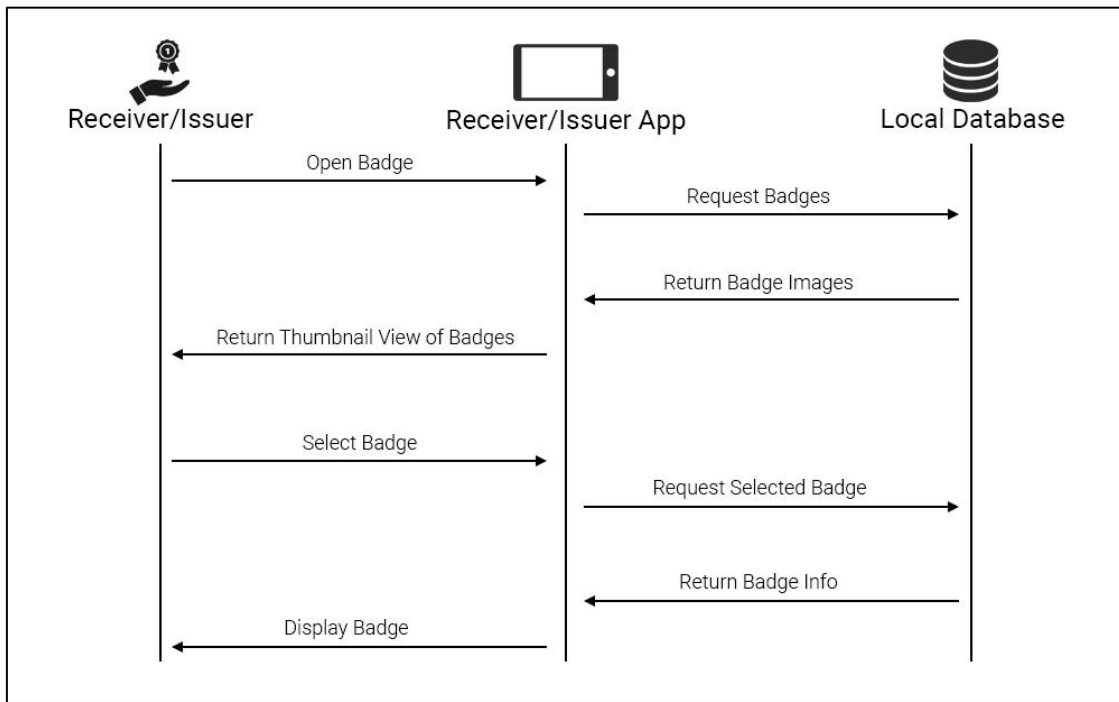 1
Receiver/Issuer
Receiver/Issuer App
Local Database
Open Badge
Request Badges
Return Badge Images
Return Thumbnail View of Badges
Select Badge
Request Selected Badge
Return Badge Info
Display Badge